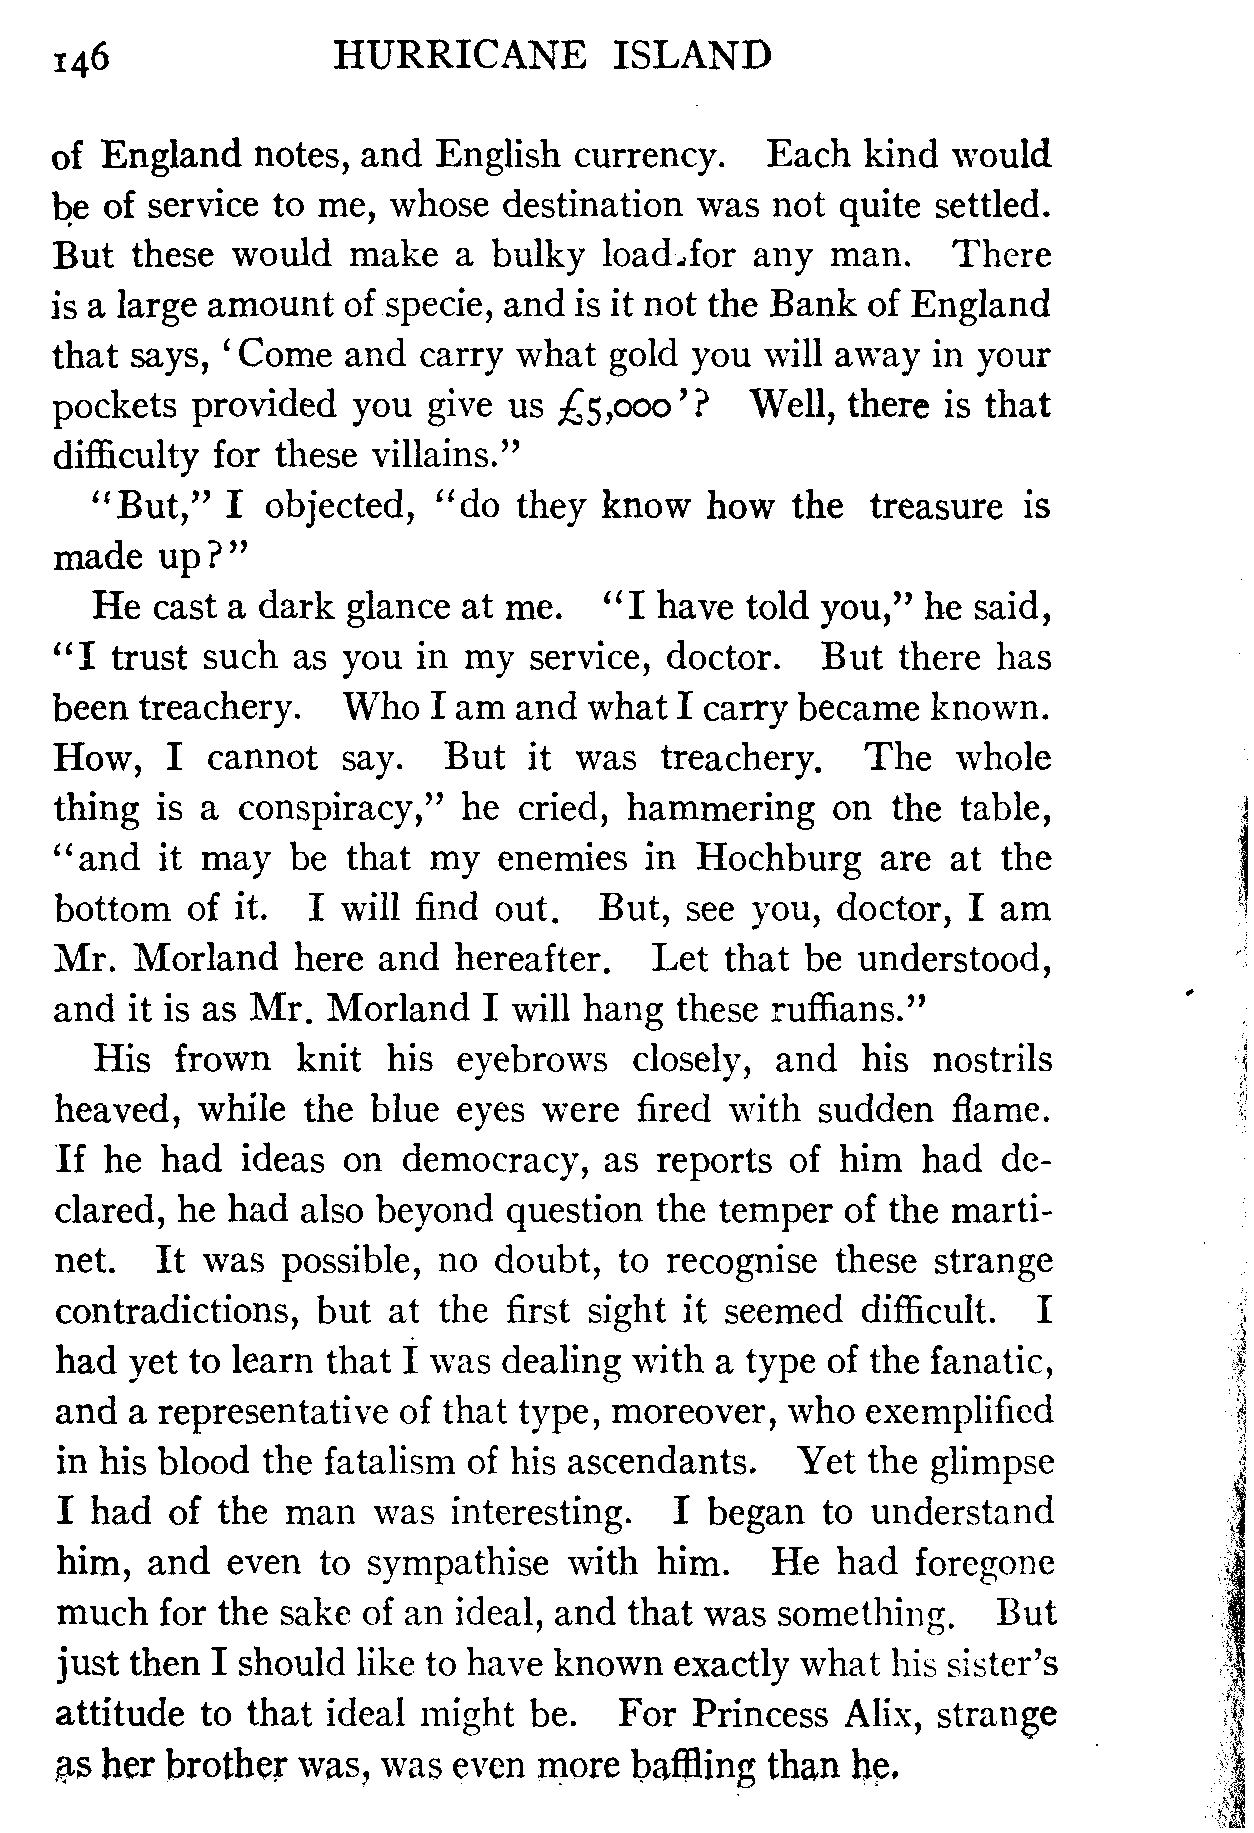 146 HURRICANE ISLAND
of England notes, and English currency. Each kind would
be of service to me, whose destination was not quite settled.
But these would make a bulky load for any man. There
is a large amount of specie, and is it not the Bank of England
that says, ‘Come and carry what gold you will away in your
pockets provided you give us £5,000’? Well, there is that
difficulty for these villains.”
“But,” I objected, “do they know how the treasure is
made up?”
He cast a dark glance at me. “I have told you,” he said,
“I trust such as you in my service, doctor. But there has
been treachery. Who I am and what I carry became known.
How, I cannot say. But it was treachery. The whole
thing is a conspiracy,” he cried, hammering on the table,
“and it may be that my enemies in Hochburg are at the
bottom of it. I will find out. But, see you, doctor, I am
Mr. Morland here and hereafter. Let that be understood,
and it is as Mr. Morland I will hang these ruffians.”
His frown knit his eyebrows closely, and his nostrils
heaved, while the blue eyes were fired with sudden flame.
If he had ideas on democracy, as reports of him had de-
clared, he had also beyond question the temper of the marti-
net. It was possible, no doubt, to recognise these strange
contradictions, but at the first sight it seemed difficult. I
had yet to learn that I was dealing with a type of the fanatic,
and a representative of that type, moreover, who exemplified
in his blood the fatalism of his ascendants. Yet the glimpse
I had of the man was interesting. I began to understand
him, and even to sympathise with him. He had foregone
much for the sake of an ideal, and that was something. But
just then I should like to have known exactly what his sister’s
attitude to that ideal might be. For Princess Alix, strange
as her brother was, was even more baffling than he.